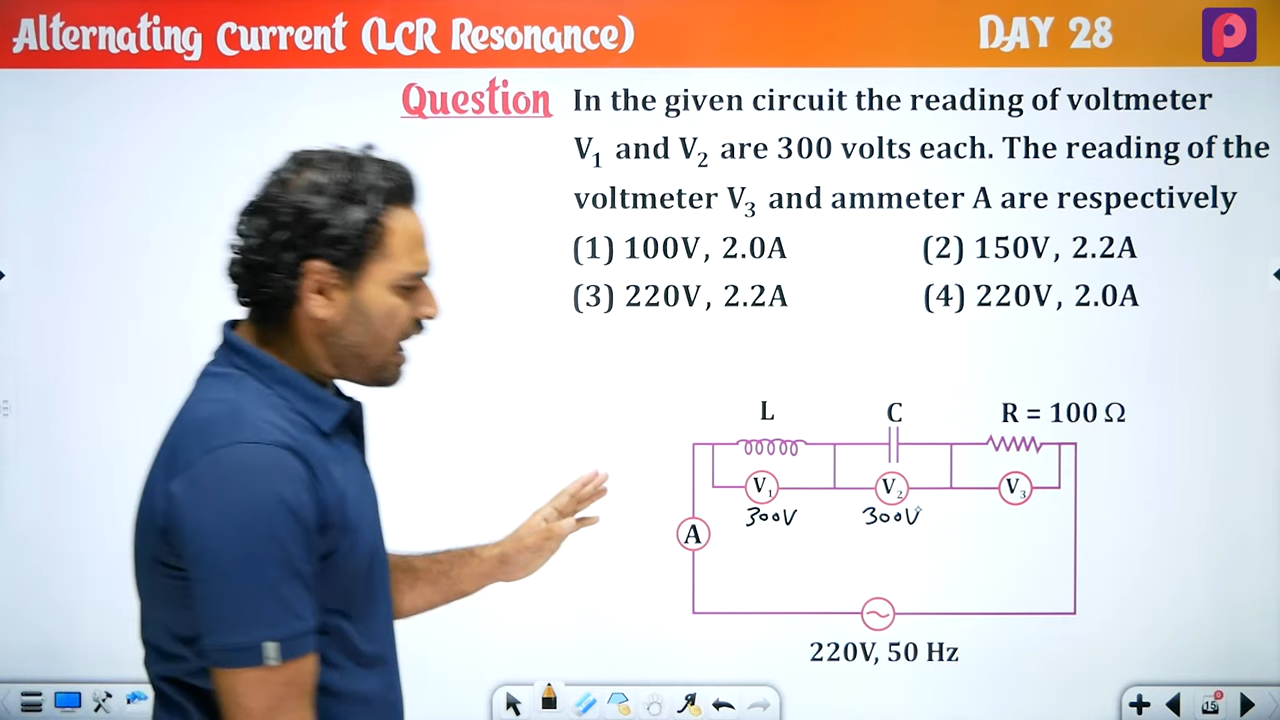 Alternating Current (LCR Resonance)
DAY 28
Question In the given circuit the reading of voltmeter
V₁ and V₂ are 300 volts each. The reading of the
voltmeter V₃ and ammeter A are respectively
(1) 100V, 2.0A (2) 150V, 2.2A
(3) 220V, 2.2A (4) 220V, 2.0A
L C R = 100 Ω
V₁ V₂ V₃
300V 300V
A
220V, 50 Hz
15